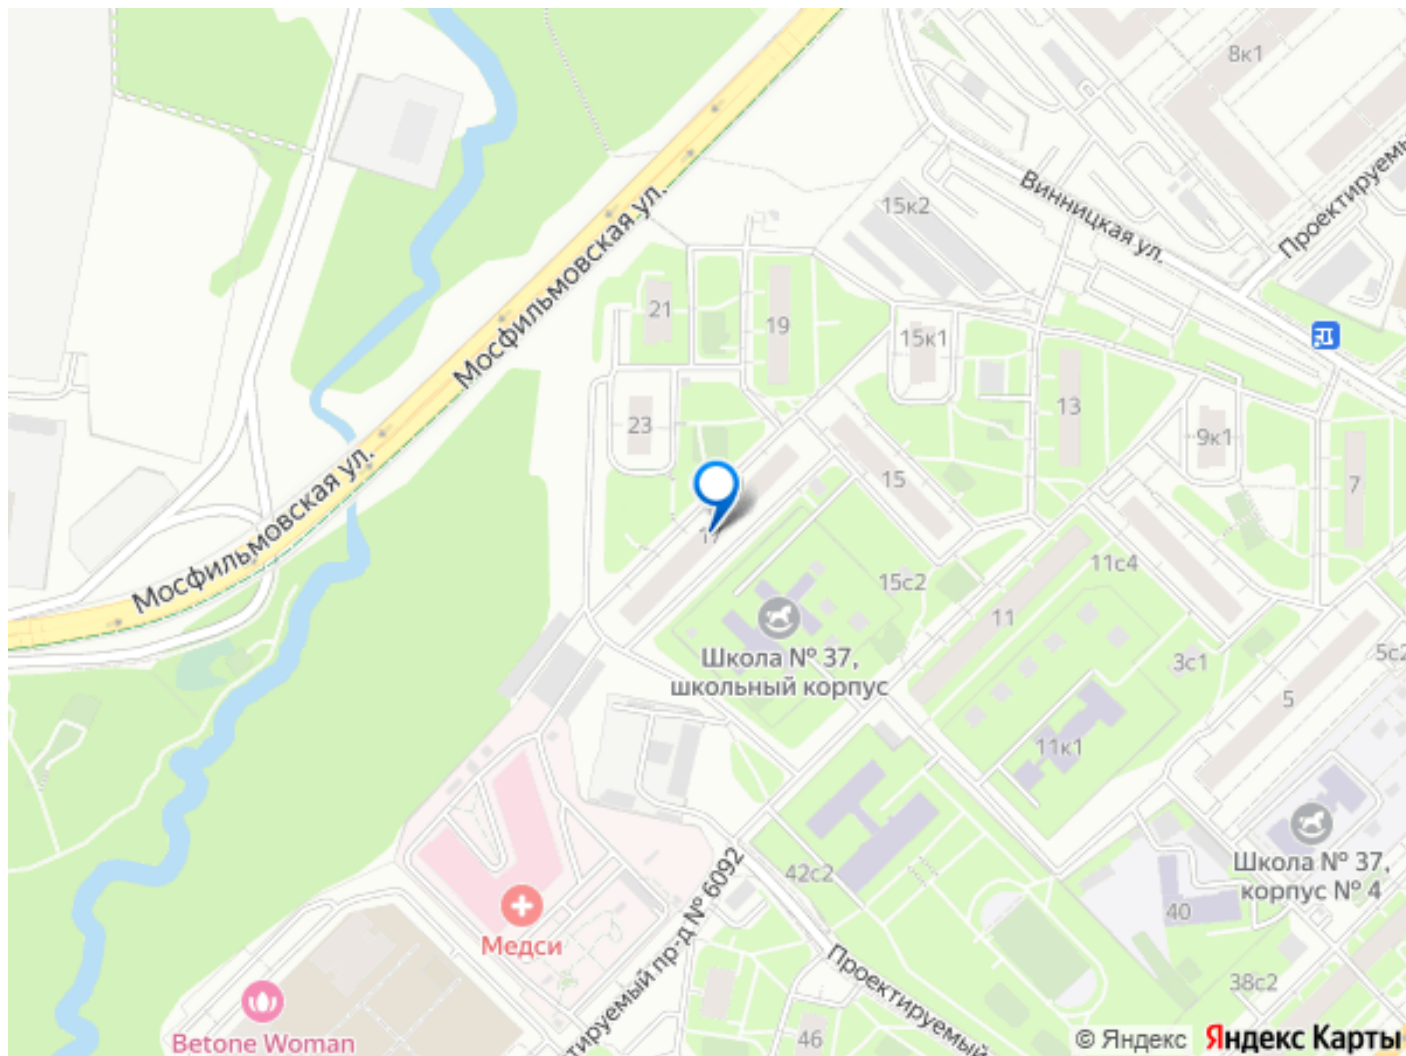 8к1
Проектируемы
Винницкая ул.
15к2
Мосфильмовская ул.
21
19
15к1
13
23
9к1
7
15
17
Мосфильмовская ул.
11с4
15с2
11
Школа № 37,
школьный корпус
3с1
5с2
5
11к1
42с2
Школа № 37,
корпус № 4
40
Медси
тируемый пр-д № 6092
Проектируемый
38с2
46
Betone Woman
© Яндекс Яндекс Карты